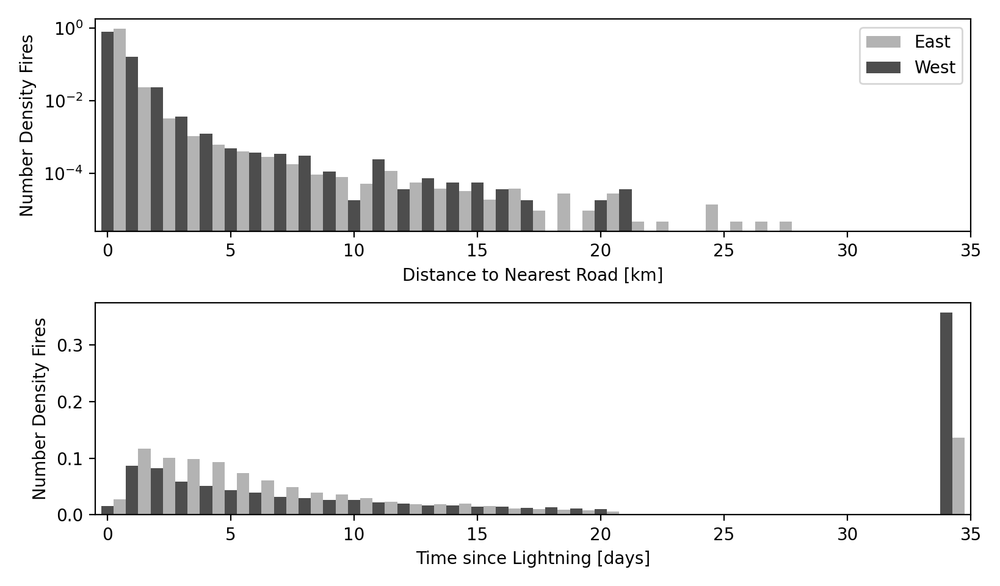 Number Density Fires
10⁰
10⁻²
10⁻⁴
East
West
0 5 10 15 20 25 30 35
Distance to Nearest Road [km]
Number Density Fires
0.3
0.2
0.1
0.0
0 5 10 15 20 25 30 35
Time since Lightning [days]